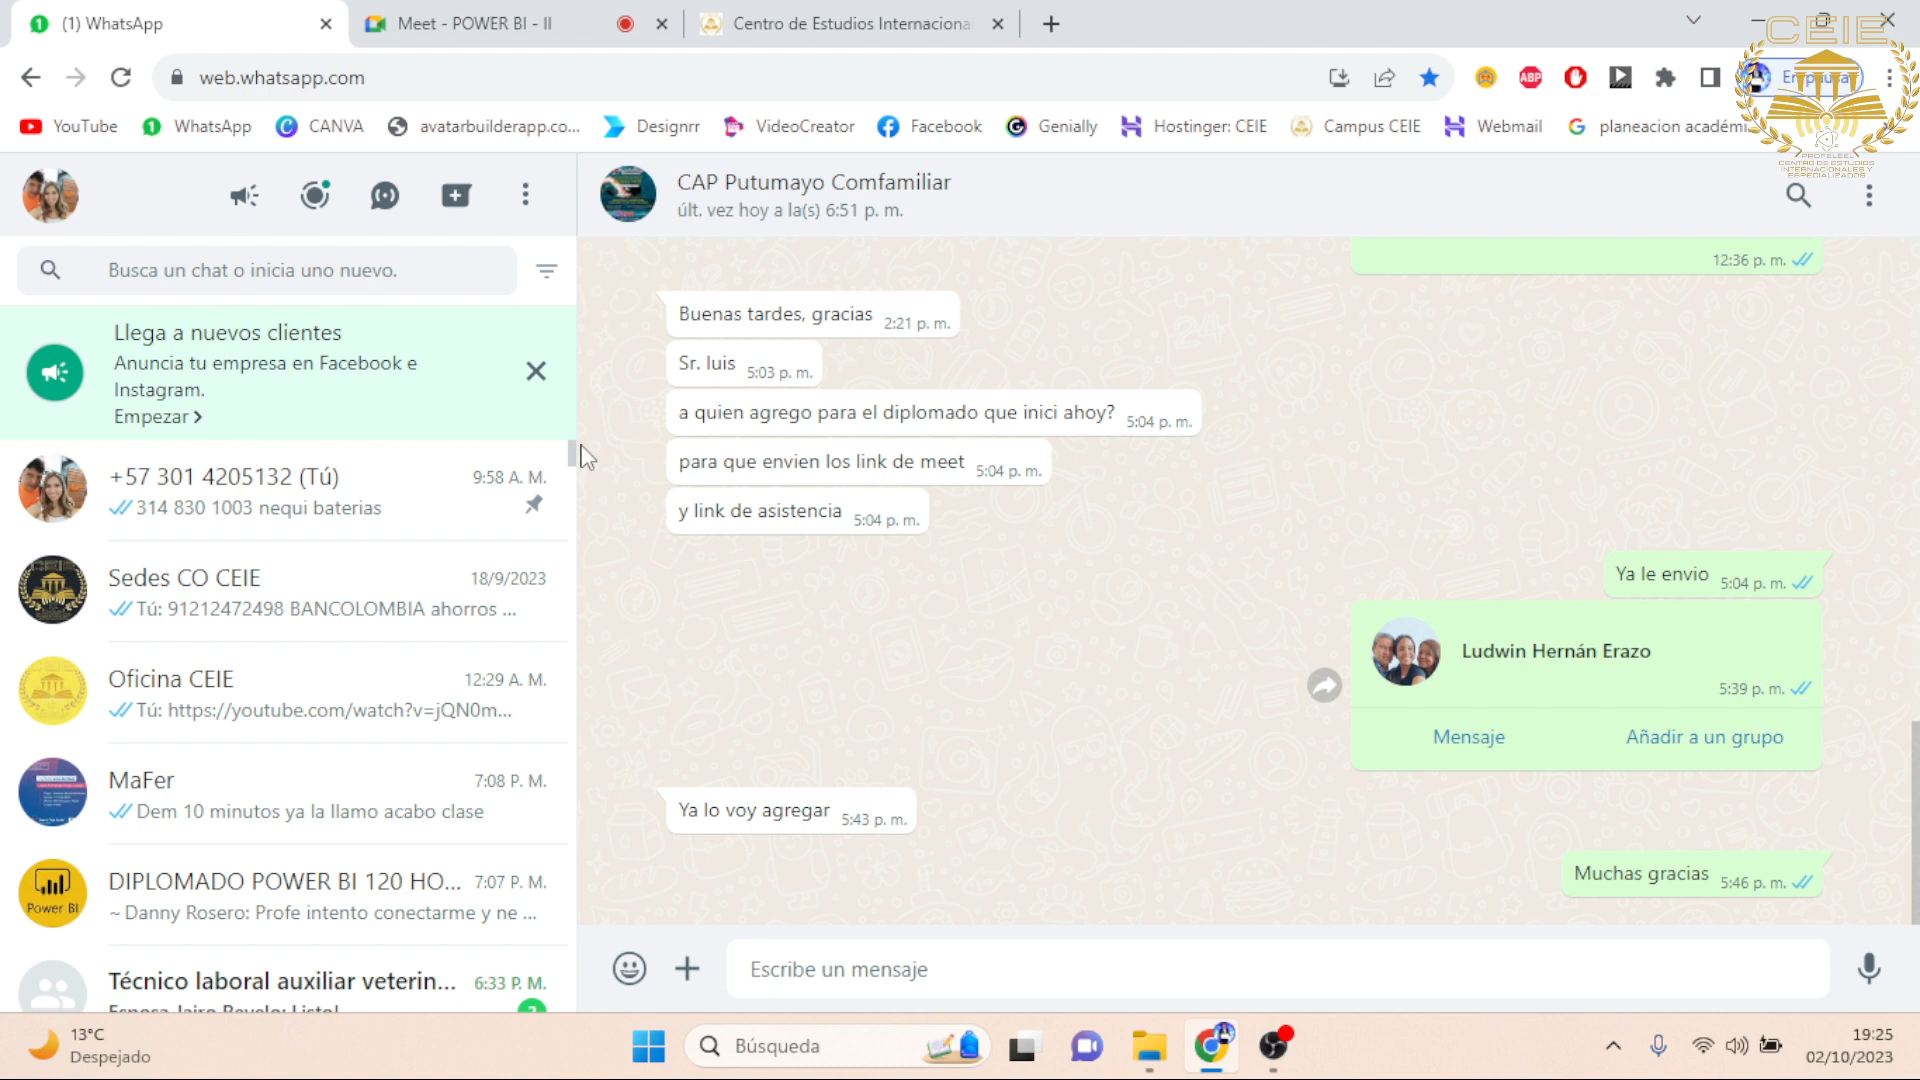 (1) WhatsApp
Meet - POWER BI - II
Centro de Estudios Internaciona
web.whatsapp.com
ABP
YouTube
WhatsApp
CANVA
avatarbuilderapp.co...
Designrr
VideoCreator
Facebook
Genially
Hostinger: CEIE
Campus CEIE
Webmail
planeacion académi
CEIE
PROFELEEL
CENTRO DE ESTUDIOS
INTERNACIONALES Y
ESPECIALIZADOS
CAP Putumayo Comfamiliar
últ. vez hoy a la(s) 6:51 p. m.
Busca un chat o inicia uno nuevo.
Llega a nuevos clientes
Anuncia tu empresa en Facebook e
Instagram.
Empezar
+57 301 4205132 (Tú)
9:58 A. M.
314 830 1003 nequi baterias
Sedes CO CEIE
18/9/2023
Tú: 91212472498 BANCOLOMBIA ahorros ...
Oficina CEIE
12:29 A. M.
Tú: https://youtube.com/watch?v=jQN0m...
MaFer
7:08 P. M.
Dem 10 minutos ya la llamo acabo clase
Power BI
DIPLOMADO POWER BI 120 HO...
7:07 P. M.
~ Danny Rosero: Profe intento conectarme y ne ...
Técnico laboral auxiliar veterin...
6:33 P. M.
12:36 p. m.
Buenas tardes, gracias 2:21 p. m.
Sr. luis 5:03 p. m.
a quien agrego para el diplomado que inici ahoy? 5:04 p. m.
para que envien los link de meet 5:04 p. m.
y link de asistencia 5:04 p. m.
Ya le envio 5:04 p. m.
Ludwin Hernán Erazo
5:39 p. m.
Mensaje
Añadir a un grupo
Ya lo voy agregar 5:43 p. m.
Muchas gracias 5:46 p. m.
Escribe un mensaje
13°C
Despejado
Búsqueda
19:25
02/10/2023